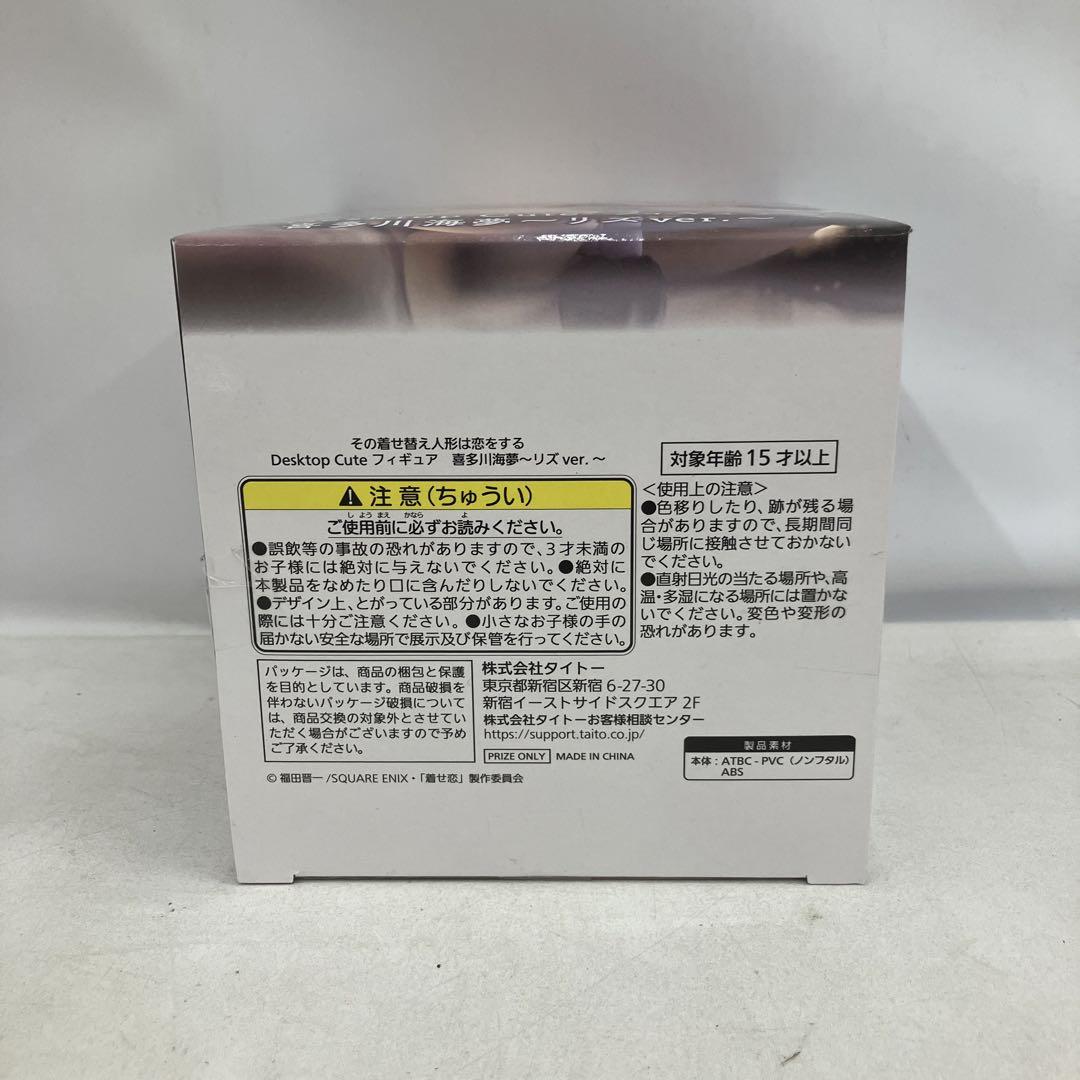 喜多川海夢～リズver.～
その着せ替え人形は恋をする
Desktop Cute フィギュア　喜多川海夢～リズ ver. ～
対象年齢 15 才以上
注意(ちゅうい)
しようまえ かなら よ
ご使用前に必ずお読みください。
●誤飲等の事故の恐れがありますので、3才未満の
お子様には絶対に与えないでください。●絶対に
本製品をなめたり口に含んだりしないでください。
●デザイン上、とがっている部分があります。ご使用の
際には十分ご注意ください。●小さなお子様の手の
届かない安全な場所で展示及び保管を行ってください。
＜使用上の注意＞
●色移りしたり、跡が残る場
合がありますので、長期間同
じ場所に接触させておかない
でください。
●直射日光の当たる場所や、高
温・多湿になる場所には置かな
いでください。変色や変形の
恐れがあります。
パッケージは、商品の梱包と保護
を目的としています。商品破損を
伴わないパッケージ破損について
は、商品交換の対象外とさせてい
ただく場合がございますので予め
ご了承ください。
株式会社タイトー
東京都新宿区新宿 6-27-30
新宿イーストサイドスクエア 2F
株式会社タイトーお客様相談センター
https://support.taito.co.jp/
PRIZE ONLY MADE IN CHINA
製品素材
本体：ATBC - PVC（ノンフタル）
ABS
© 福田晋一 /SQUARE ENIX・「着せ恋」製作委員会